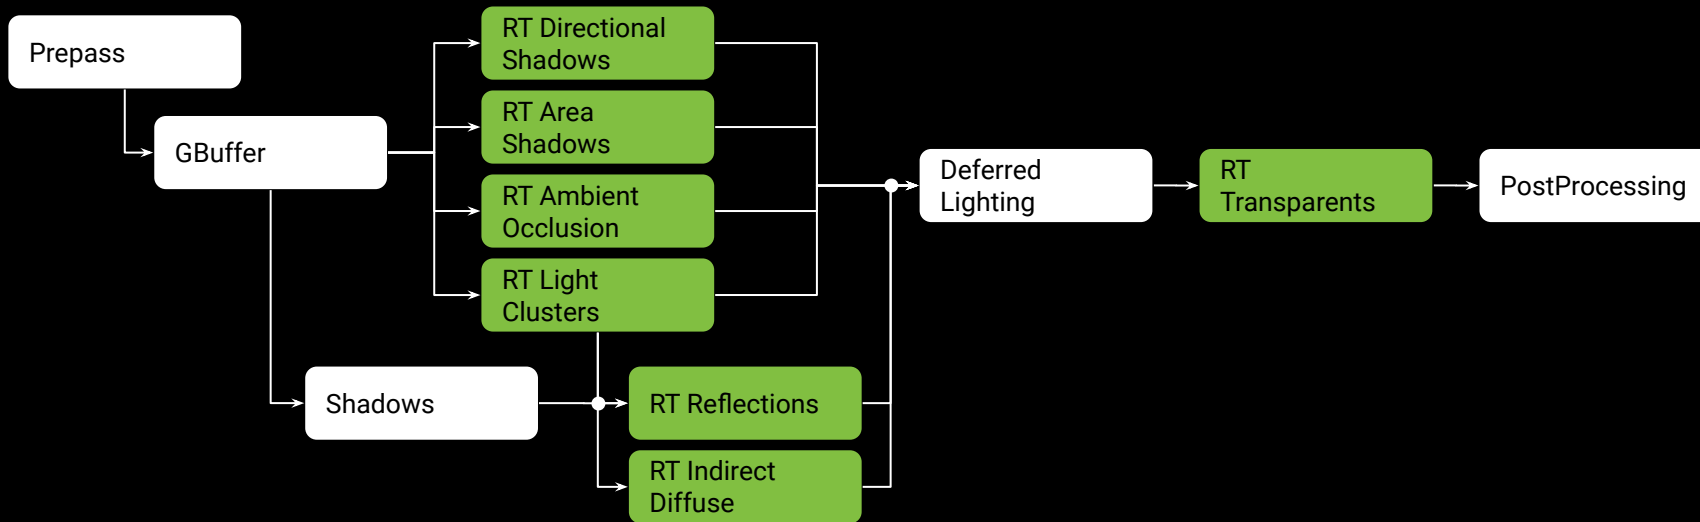 Prepass
GBuffer
RT Directional
Shadows
RT Area
Shadows
RT Ambient
Occlusion
RT Light
Clusters
Shadows
RT Reflections
RT Indirect
Diffuse
Deferred
Lighting
RT
Transparents
PostProcessing